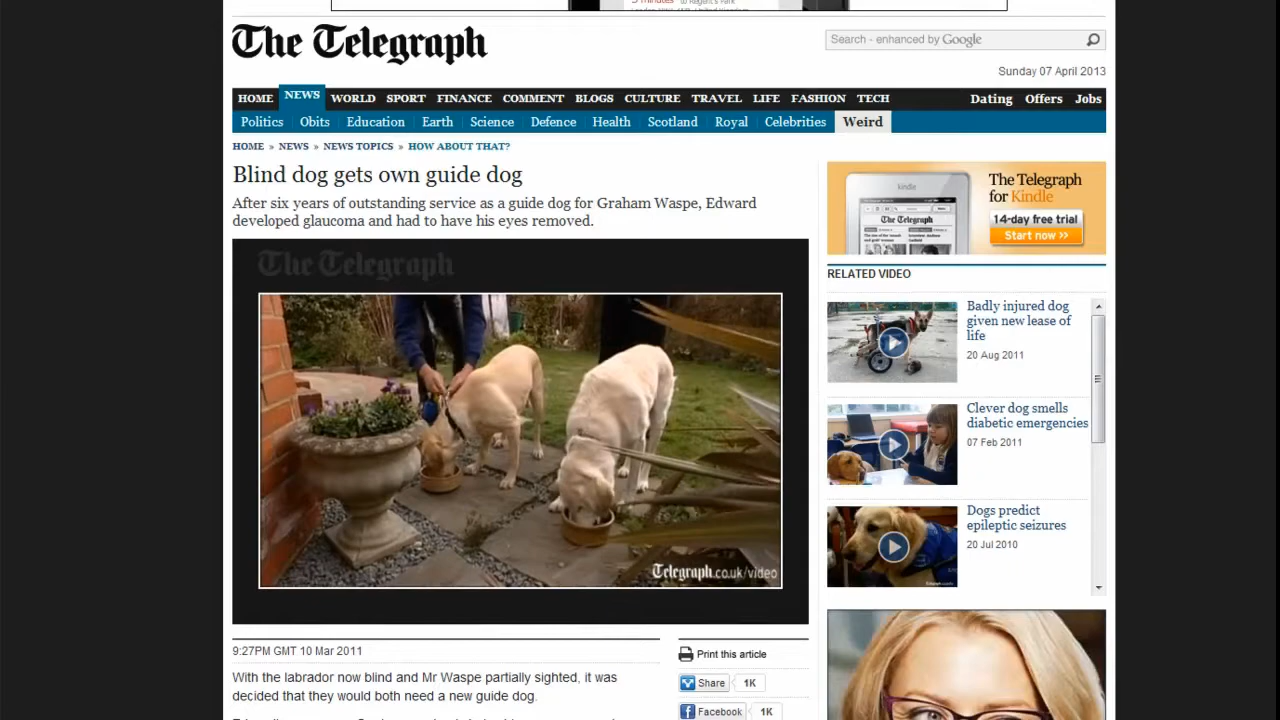 to Regent's Park
The Telegraph
Search - enhanced by Google
Sunday 07 April 2013
HOME NEWS WORLD SPORT FINANCE COMMENT BLOGS CULTURE TRAVEL LIFE FASHION TECH Dating Offers Jobs
Politics Obits Education Earth Science Defence Health Scotland Royal Celebrities Weird
HOME » NEWS » NEWS TOPICS » HOW ABOUT THAT?
Blind dog gets own guide dog
After six years of outstanding service as a guide dog for Graham Waspe, Edward
developed glaucoma and had to have his eyes removed.
The Telegraph
Telegraph.co.uk/video
9:27PM GMT 10 Mar 2011
With the labrador now blind and Mr Waspe partially sighted, it was
decided that they would both need a new guide dog.
Print this article
Share 1K
Facebook 1K
kindle
The Telegraph
The Telegraph
for Kindle
14-day free trial
Start now >>
RELATED VIDEO
Badly injured dog
given new lease of
life
20 Aug 2011
Clever dog smells
diabetic emergencies
07 Feb 2011
Dogs predict
epileptic seizures
20 Jul 2010